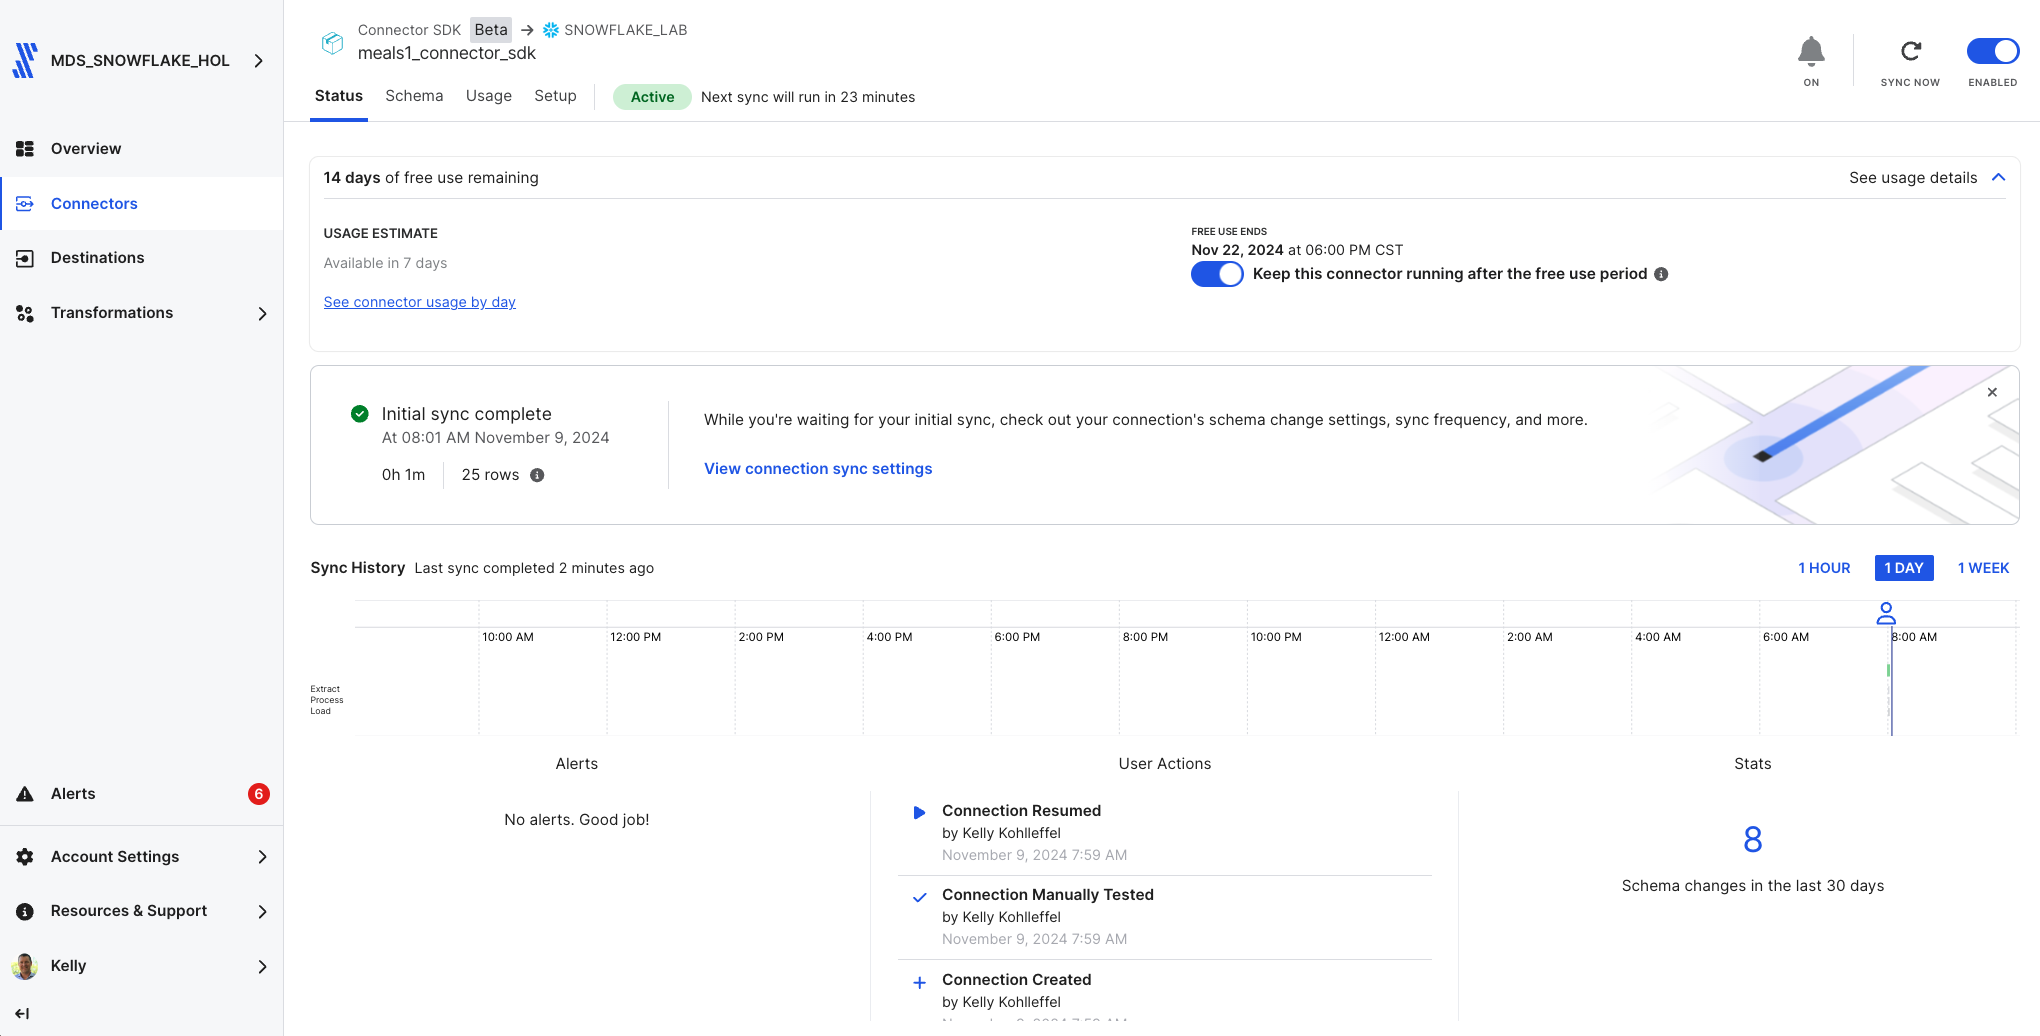 MDS_SNOWFLAKE_HOL
Overview
Connectors
Destinations
Transformations
Alerts
6
Account Settings
Resources & Support
Kelly
Connector SDK Beta → SNOWFLAKE_LAB
meals1_connector_sdk
ON
SYNC NOW
ENABLED
Status Schema Usage Setup Active Next sync will run in 23 minutes
14 days of free use remaining
See usage details
USAGE ESTIMATE
Available in 7 days
See connector usage by day
FREE USE ENDS
Nov 22, 2024 at 06:00 PM CST
Keep this connector running after the free use period
Initial sync complete
At 08:01 AM November 9, 2024
0h 1m 25 rows
While you're waiting for your initial sync, check out your connection's schema change settings, sync frequency, and more.
View connection sync settings
Sync History Last sync completed 2 minutes ago
1 HOUR 1 DAY 1 WEEK
10:00 AM 12:00 PM 2:00 PM 4:00 PM 6:00 PM 8:00 PM 10:00 PM 12:00 AM 2:00 AM 4:00 AM 6:00 AM 8:00 AM
Extract
Process
Load
Alerts
No alerts. Good job!
User Actions
Connection Resumed
by Kelly Kohlleffel
November 9, 2024 7:59 AM
Connection Manually Tested
by Kelly Kohlleffel
November 9, 2024 7:59 AM
Connection Created
by Kelly Kohlleffel
Stats
8
Schema changes in the last 30 days